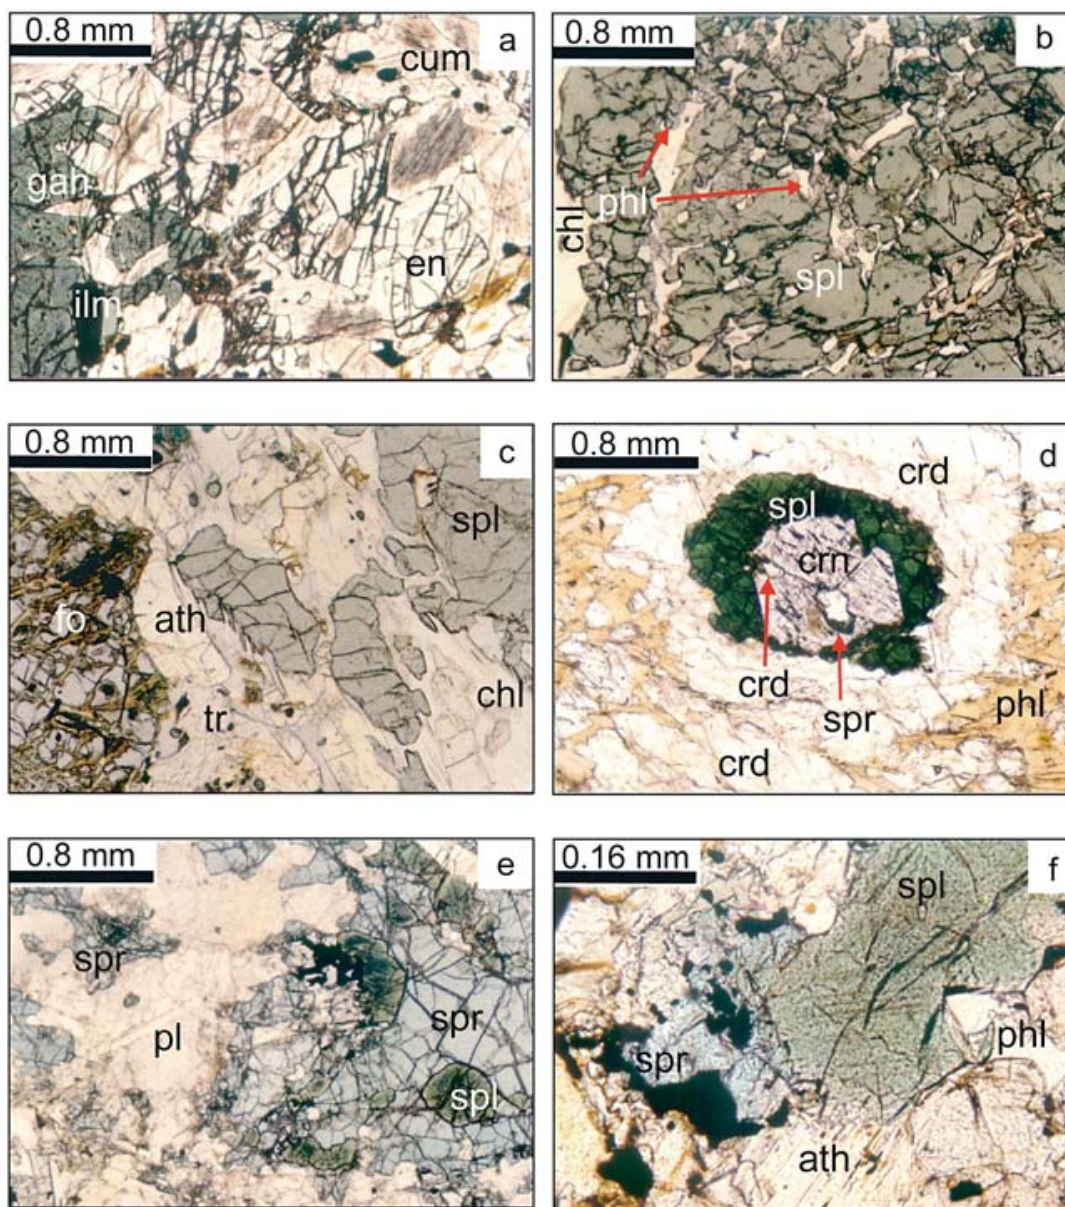 0.8 mm
a
cum
gah
en
ilm
0.8 mm
b
phl
chl
spl
0.8 mm
c
spl
fo
ath
chl
tr
0.8 mm
d
crd
spl
crn
crd
spr
phl
crd
0.8 mm
e
spr
spr
pl
spl
0.16 mm
f
spl
phl
spr
ath